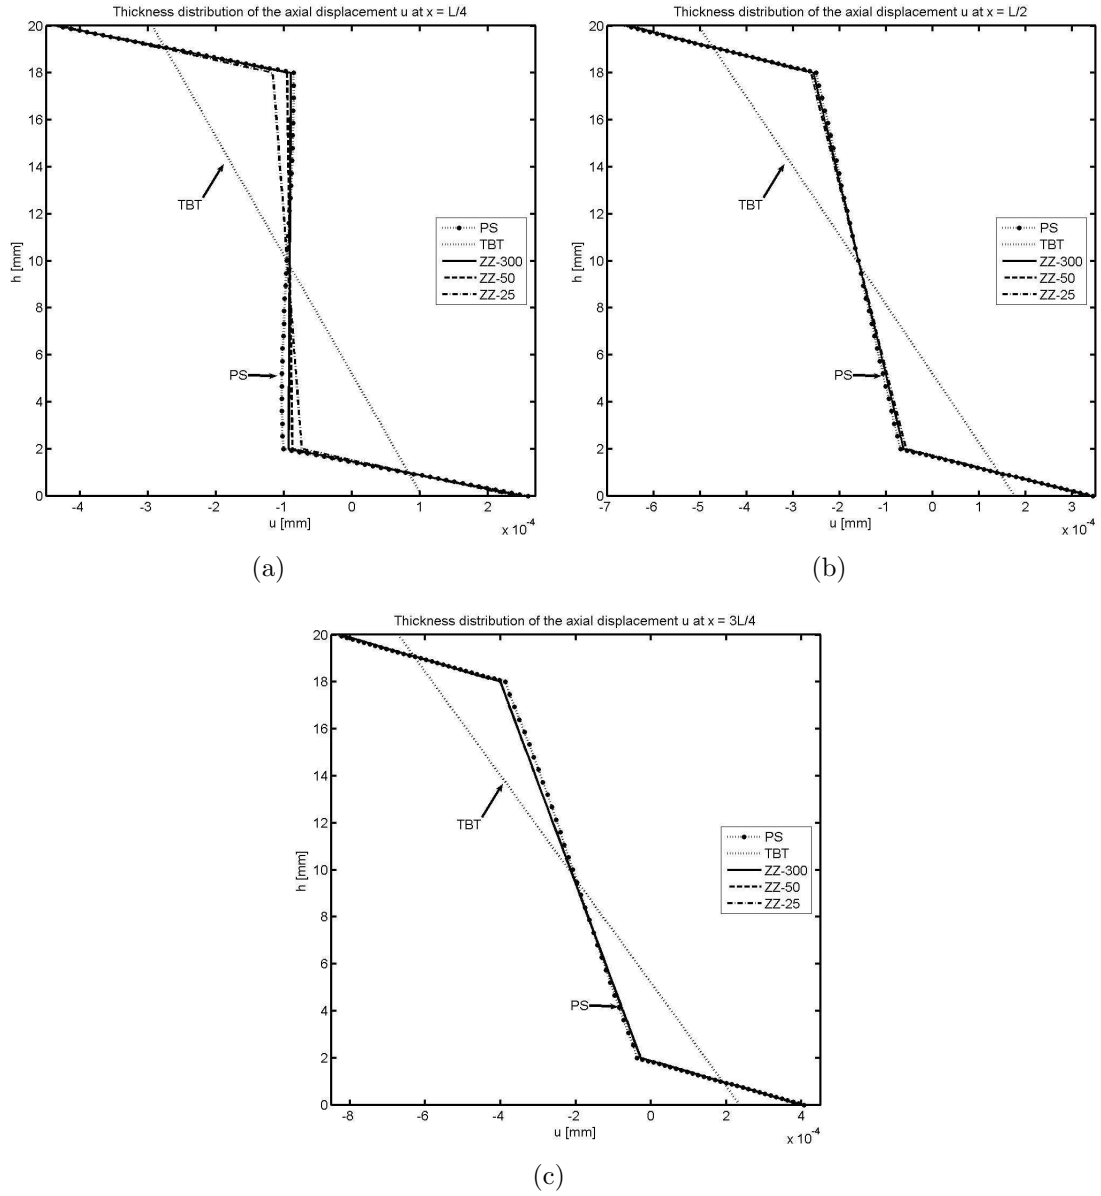 Thickness distribution of the axial displacement u at x = L/4
20
18
16
14
12
10
8
6
4
2
0
h [mm]
TBT
PS
PS
TBT
ZZ-300
ZZ-50
ZZ-25
-4 -3 -2 -1 0 1 2
u [mm]
x 10-4
(a)
Thickness distribution of the axial displacement u at x = L/2
20
18
16
14
12
10
8
6
4
2
0
h [mm]
TBT
PS
PS
TBT
ZZ-300
ZZ-50
ZZ-25
-7 -6 -5 -4 -3 -2 -1 0 1 2 3
u [mm]
x 10-4
(b)
Thickness distribution of the axial displacement u at x = 3L/4
20
18
16
14
12
10
8
6
4
2
0
h [mm]
TBT
PS
PS
TBT
ZZ-300
ZZ-50
ZZ-25
-8 -6 -4 -2 0 2 4
u [mm]
x 10-4
(c)